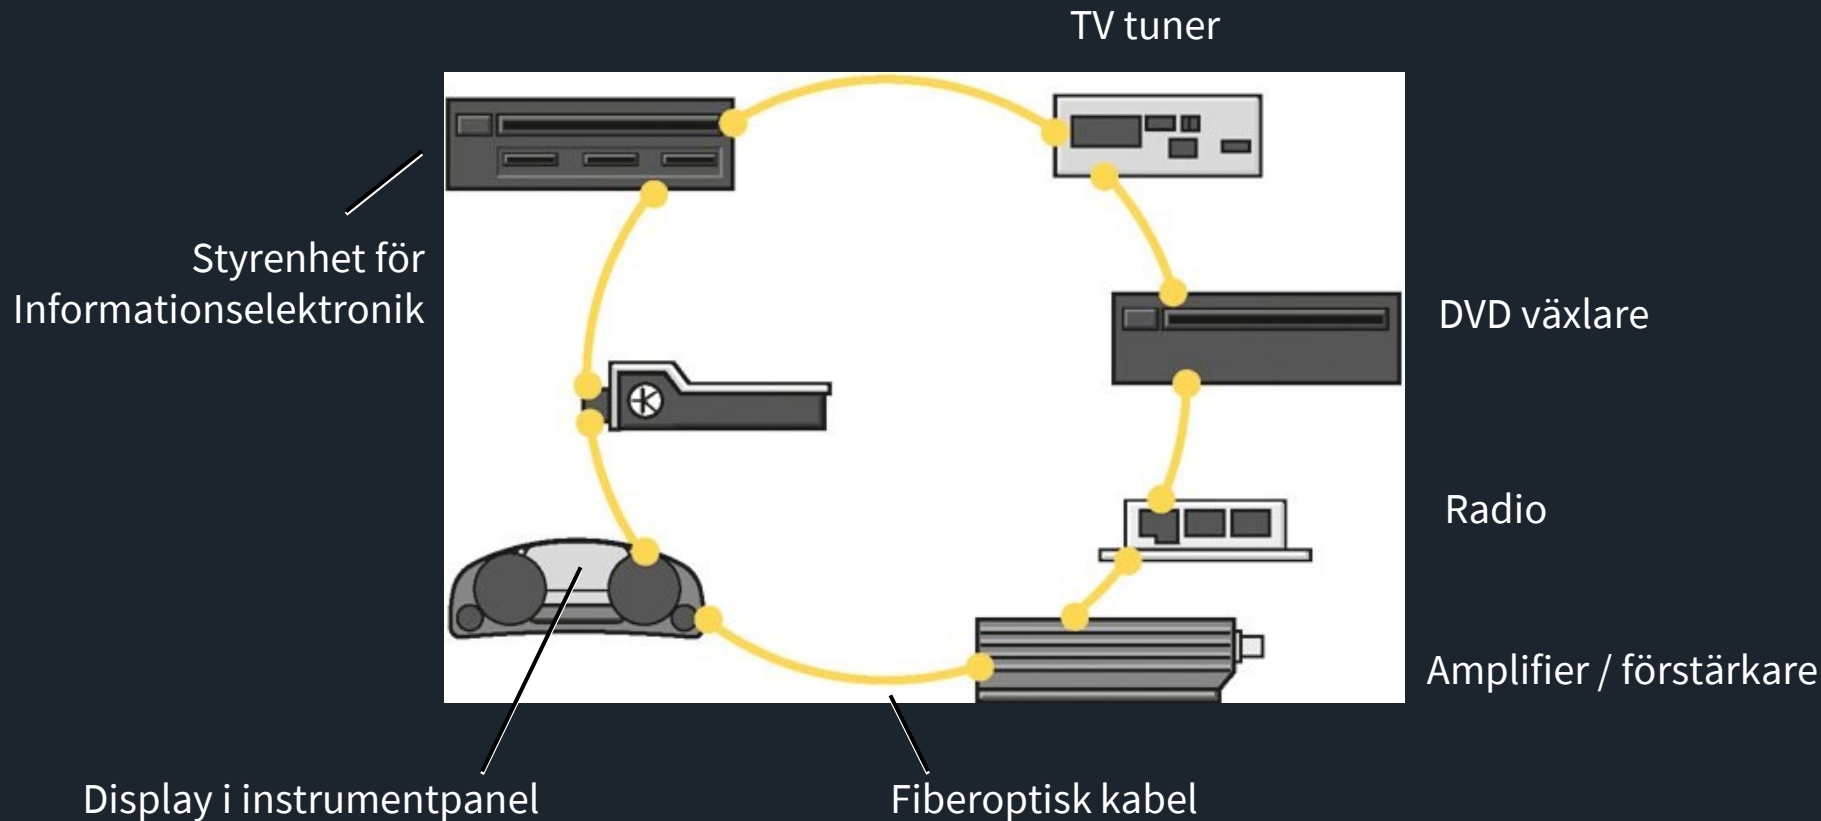 TV tuner
Styrenhet för
Informationselektronik
DVD växlare
Radio
Amplifier / förstärkare
Display i instrumentpanel
Fiberoptisk kabel